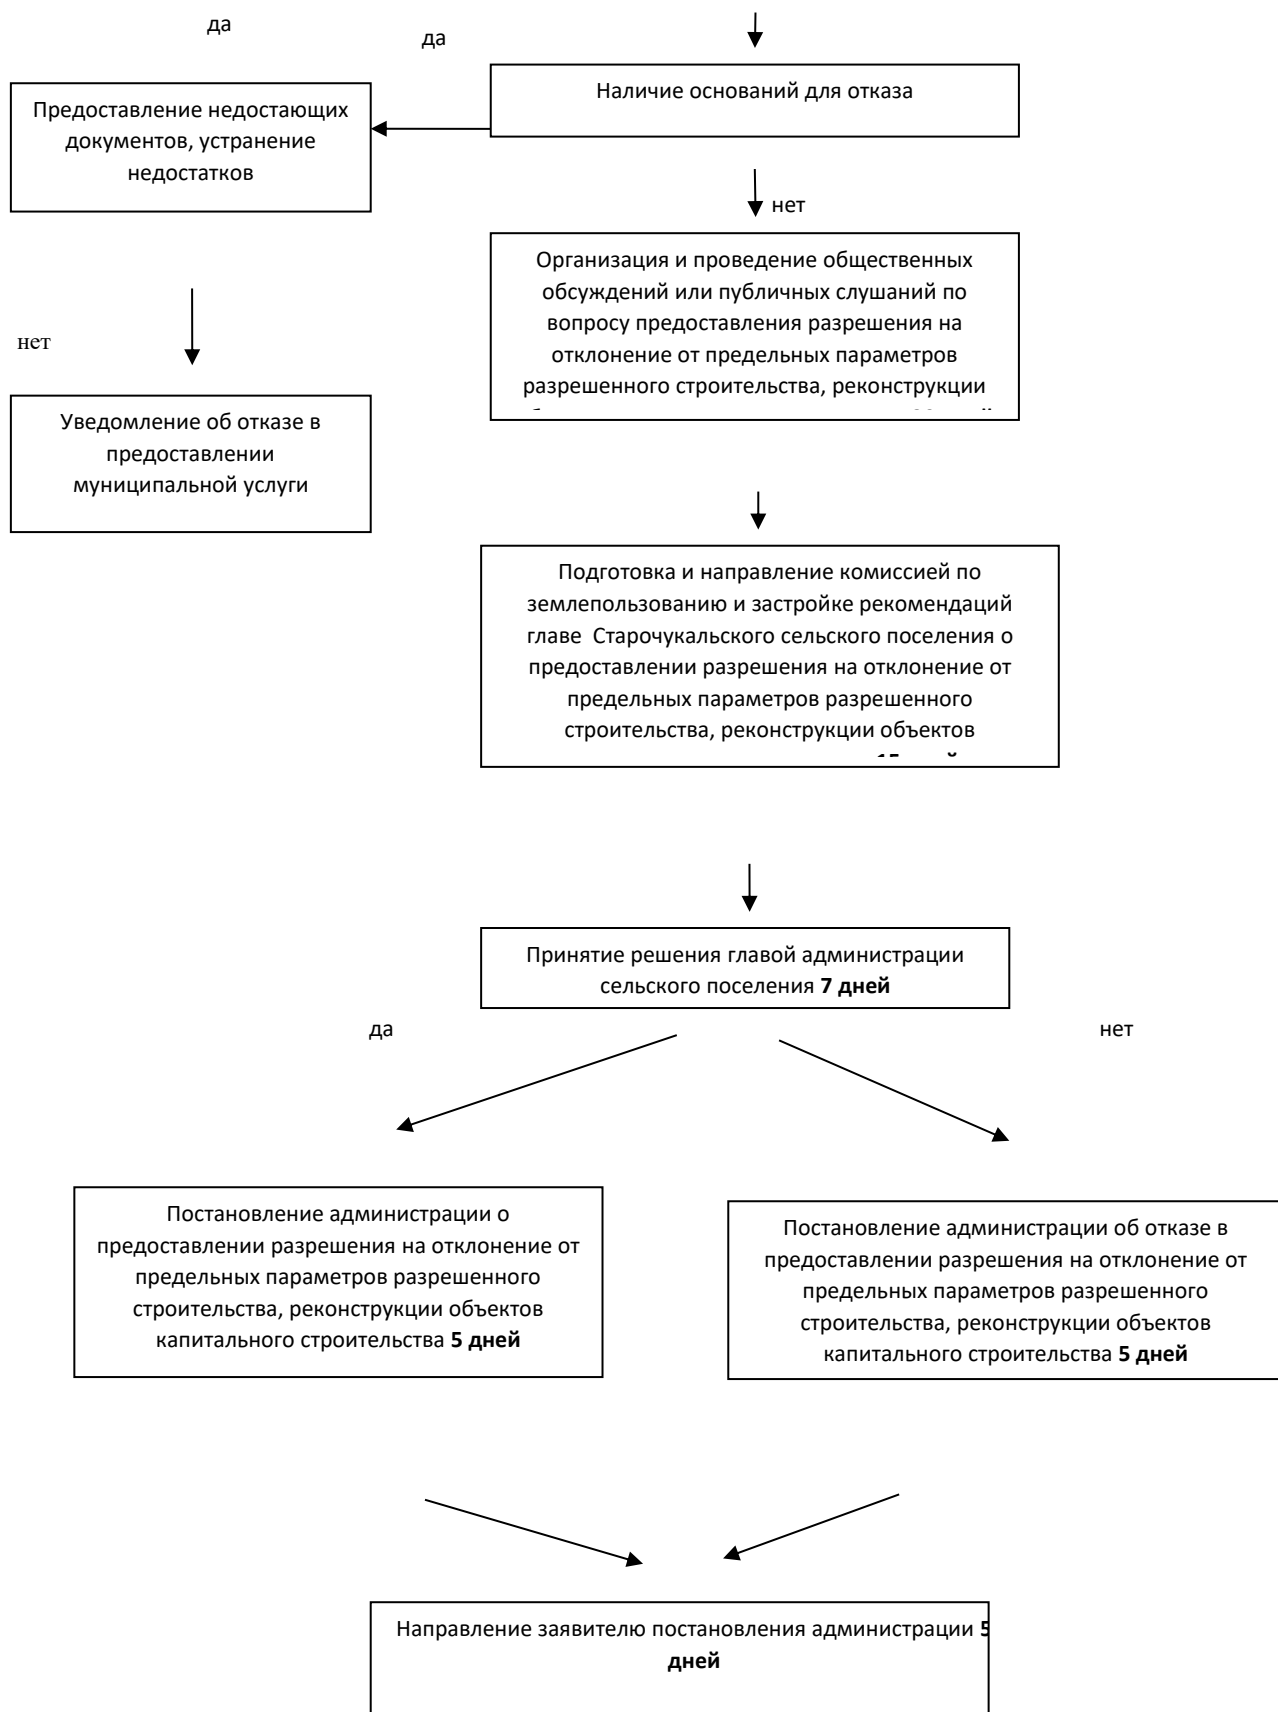 да
да
Наличие оснований для отказа
Предоставление недостающих
документов, устранение
недостатков
нет
Организация и проведение общественных
обсуждений или публичных слушаний по
вопросу предоставления разрешения на
отклонение от предельных параметров
разрешенного строительства, реконструкции
нет
Уведомление об отказе в
предоставлении
муниципальной услуги
Подготовка и направление комиссией по
землепользованию и застройке рекомендаций
главе Старочукальского сельского поселения о
предоставлении разрешения на отклонение от
предельных параметров разрешенного
строительства, реконструкции объектов
Принятие решения главой администрации
сельского поселения 7 дней
да
нет
Постановление администрации о
предоставлении разрешения на отклонение от
предельных параметров разрешенного
строительства, реконструкции объектов
капитального строительства 5 дней
Постановление администрации об отказе в
предоставлении разрешения на отклонение от
предельных параметров разрешенного
строительства, реконструкции объектов
капитального строительства 5 дней
Направление заявителю постановления администрации 5
дней